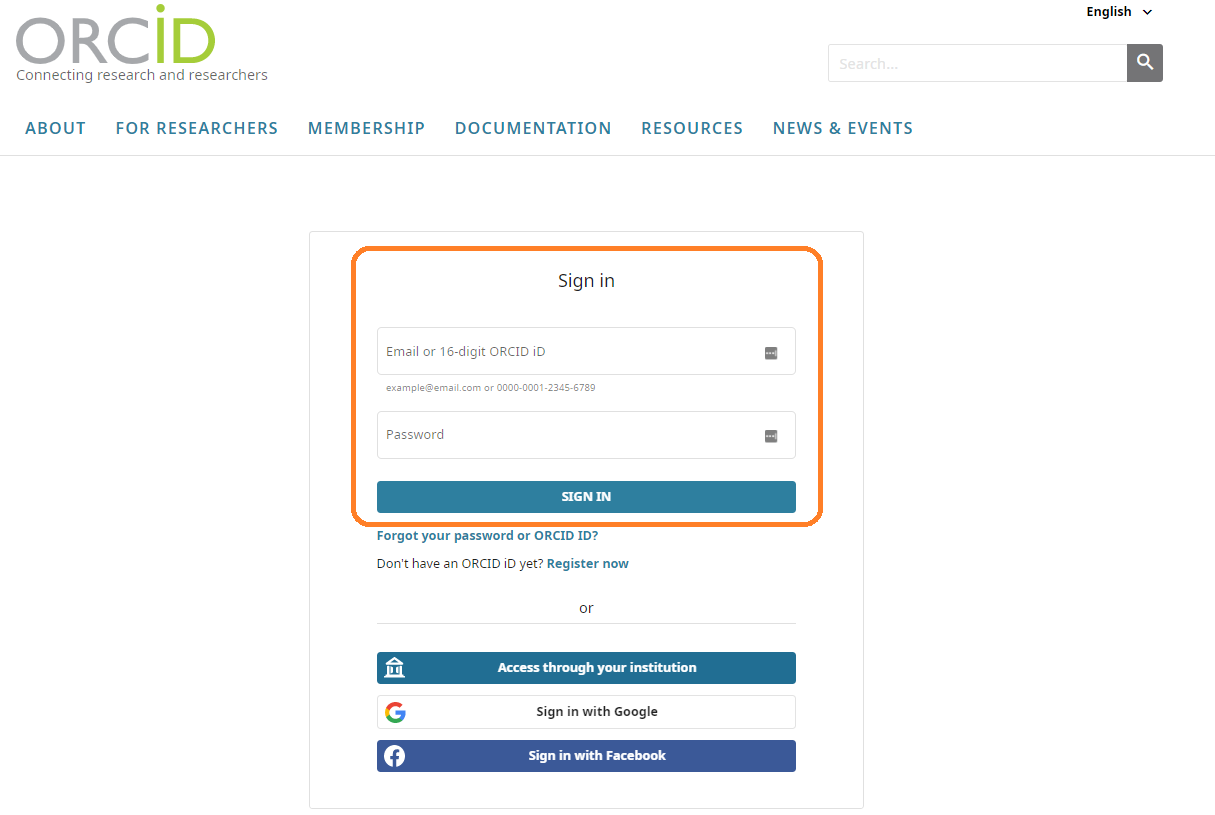 ORCID
Connecting research and researchers
English
Search...
ABOUT FOR RESEARCHERS MEMBERSHIP DOCUMENTATION RESOURCES NEWS & EVENTS
Sign in
Email or 16-digit ORCID iD
example@email.com or 0000-0001-2345-6789
Password
SIGN IN
Forgot your password or ORCID ID?
Don't have an ORCID iD yet? Register now
or
Access through your institution
Sign in with Google
Sign in with Facebook